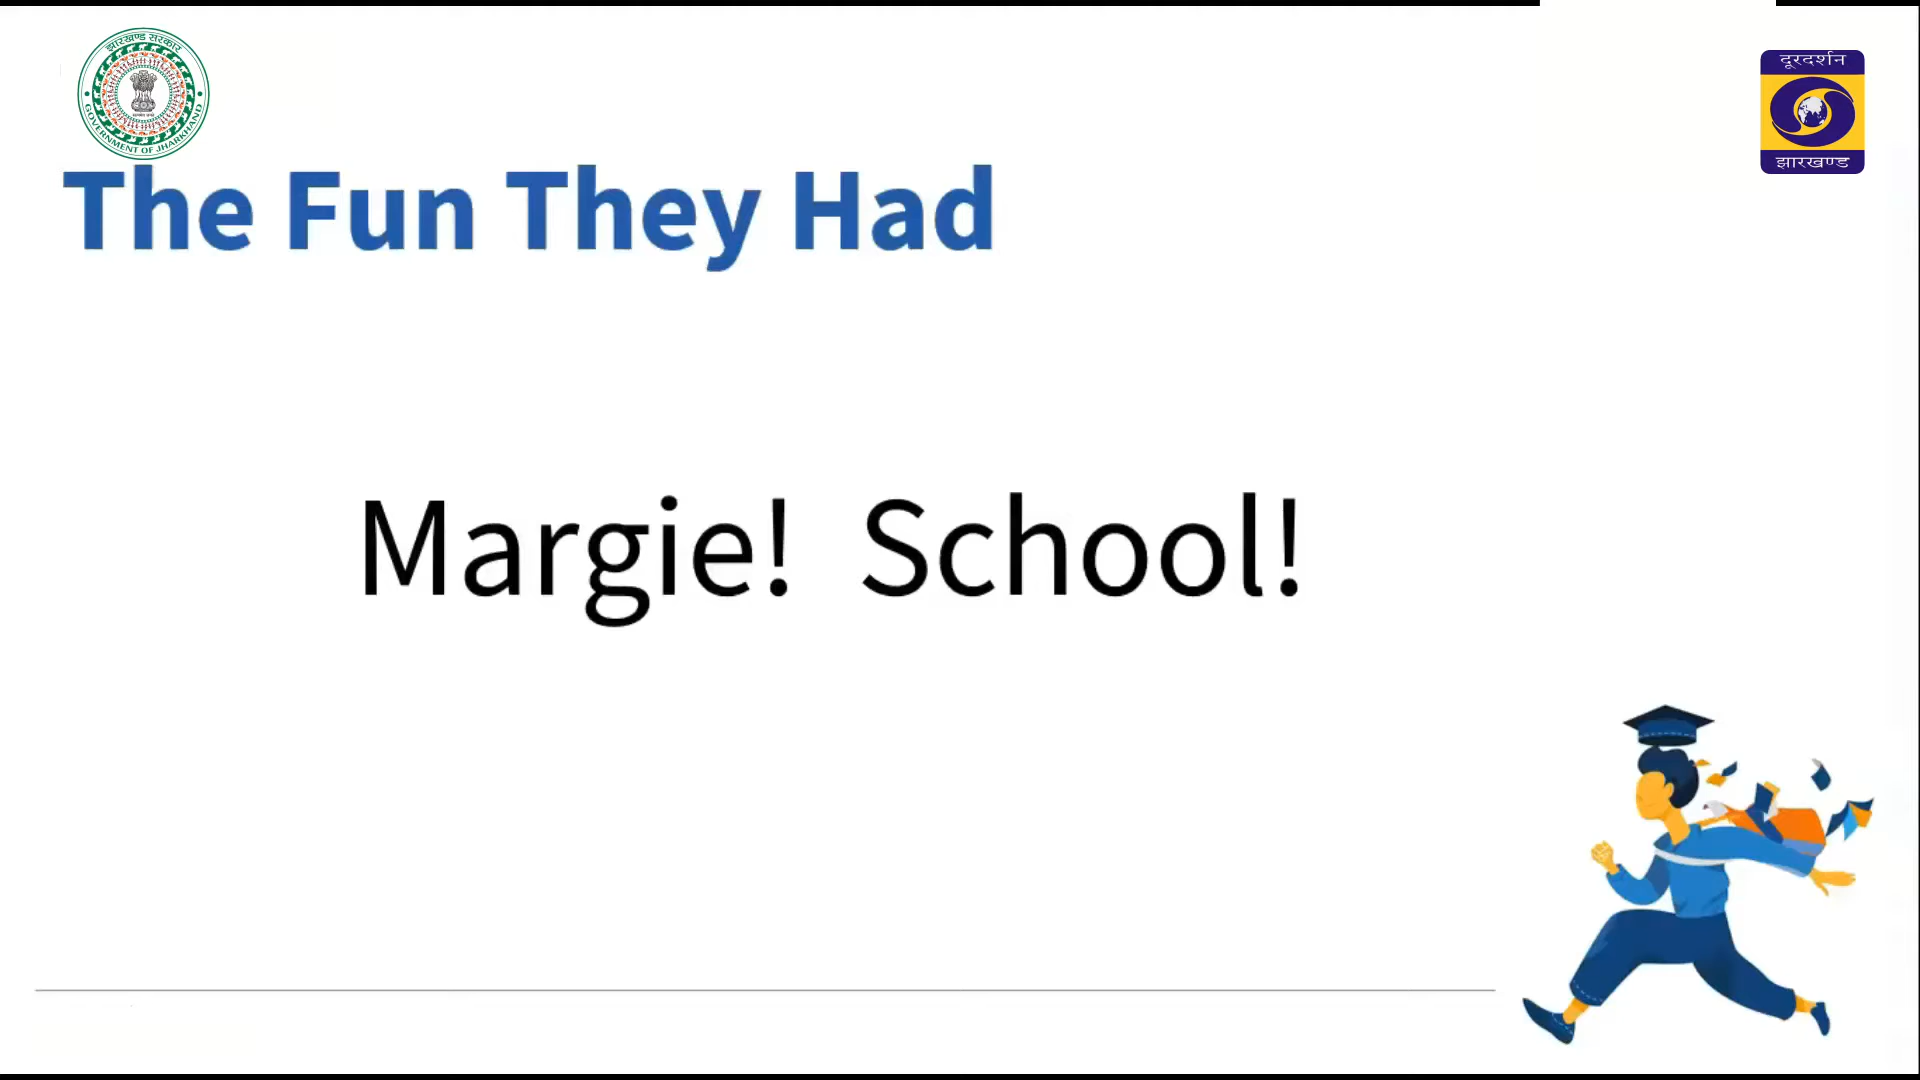 झारखण्ड सरकार
GOVERNMENT OF JHARKHAND
दूरदर्शन
झारखण्ड
The Fun They Had
Margie! School!